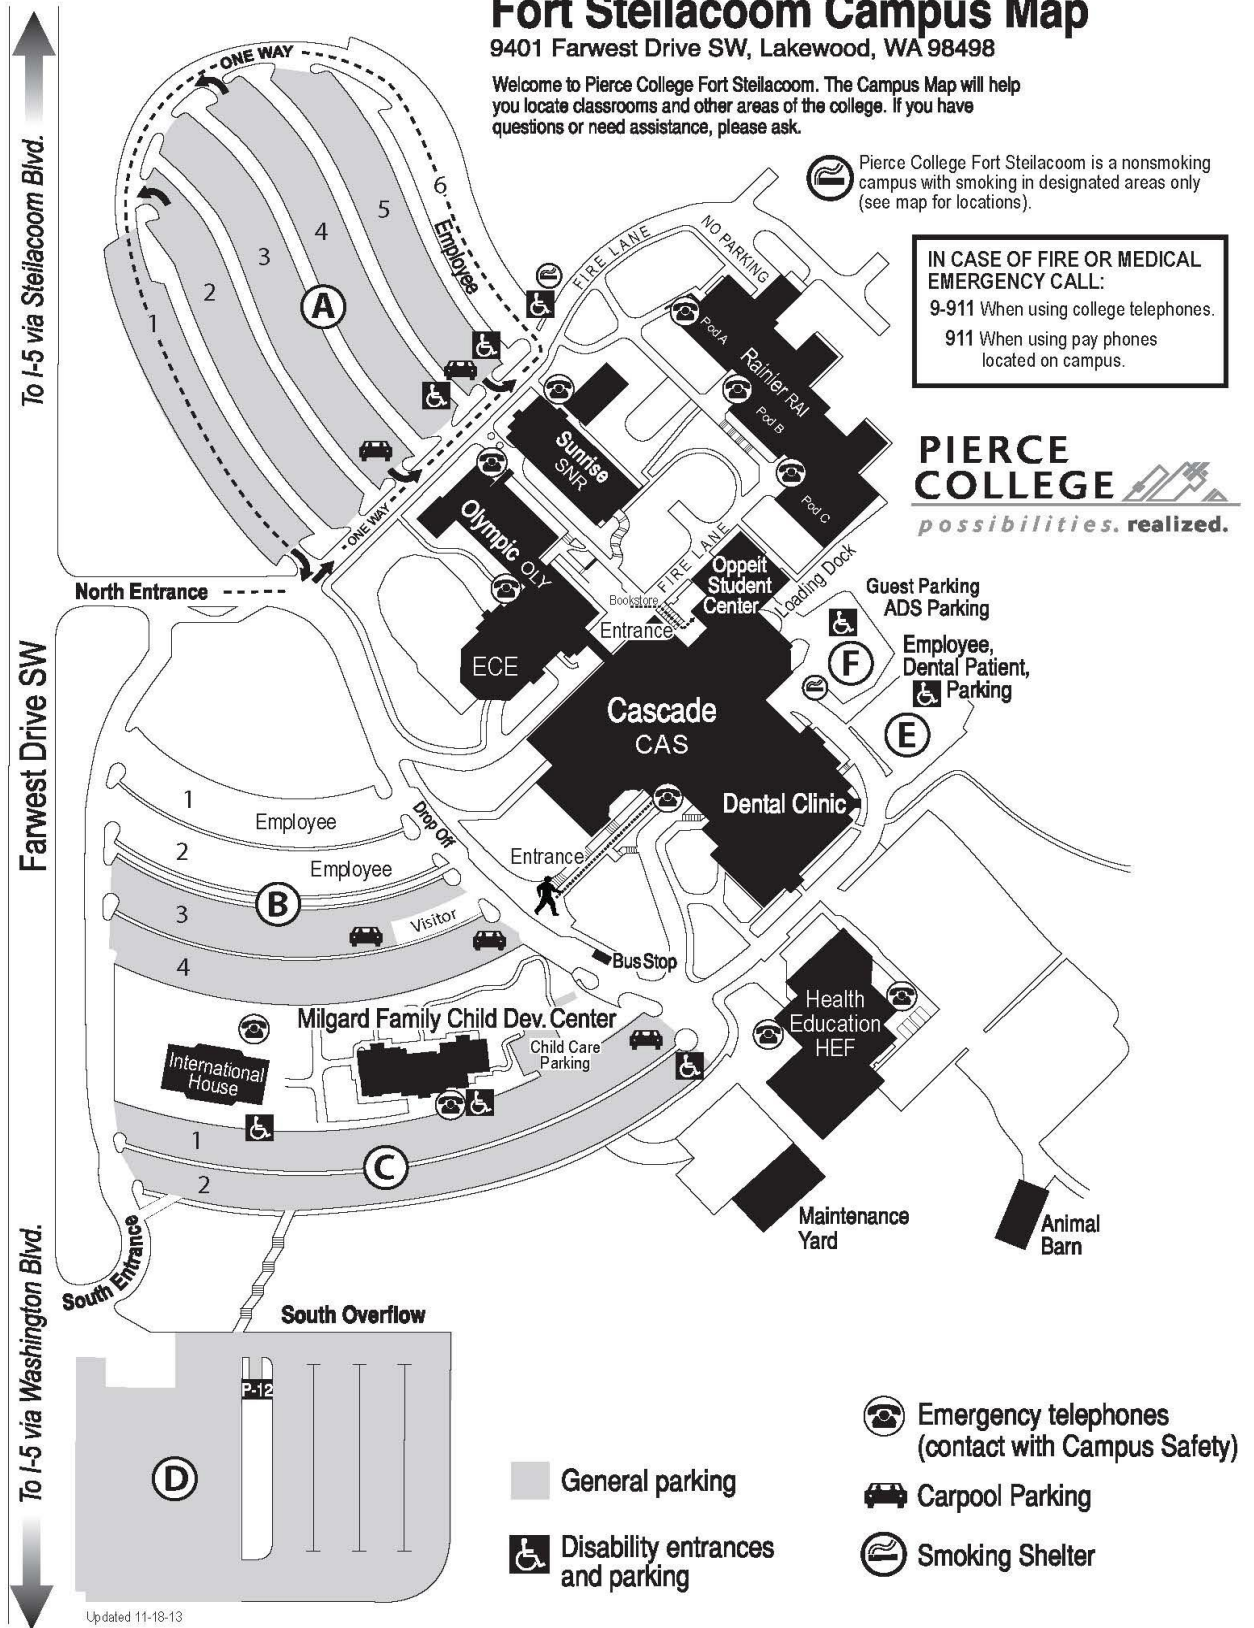 Fort Steilacoom Campus Map
9401 Farwest Drive SW, Lakewood, WA 98498
Welcome to Pierce College Fort Steilacoom. The Campus Map will help
you locate classrooms and other areas of the college. If you have
questions or need assistance, please ask.
Pierce College Fort Steilacoom is a nonsmoking
campus with smoking in designated areas only
(see map for locations).
IN CASE OF FIRE OR MEDICAL
EMERGENCY CALL:
9-911 When using college telephones.
911 When using pay phones
located on campus.
PIERCE
COLLEGE
possibilities. realized.
To I-5 via Steilacoom Blvd.
ONE WAY
1
2
3
4
5
6
Employee
A
FIRE LANE
NO PARKING
Pod A
Rainier RAI
Pod B
Pod C
Sunrise
SNR
Olympic OLY
ONE WAY
North Entrance
FIRE LANE
Oppeit
Student
Center
Loading Dock
Bookstore
Entrance
ECE
Guest Parking
ADS Parking
F
Employee,
Dental Patient,
Parking
E
Farwest Drive SW
Cascade
CAS
Dental Clinic
1
Employee
2
Employee
B
3
Visitor
4
Drop Off
Entrance
Bus Stop
Milgard Family Child Dev. Center
Child Care
Parking
International
House
Health
Education
HEF
1
C
2
Maintenance
Yard
Animal
Barn
South Entrance
To I-5 via Washington Blvd.
South Overflow
P-12
D
General parking
Disability entrances
and parking
Emergency telephones
(contact with Campus Safety)
Carpool Parking
Smoking Shelter
Updated 11-18-13